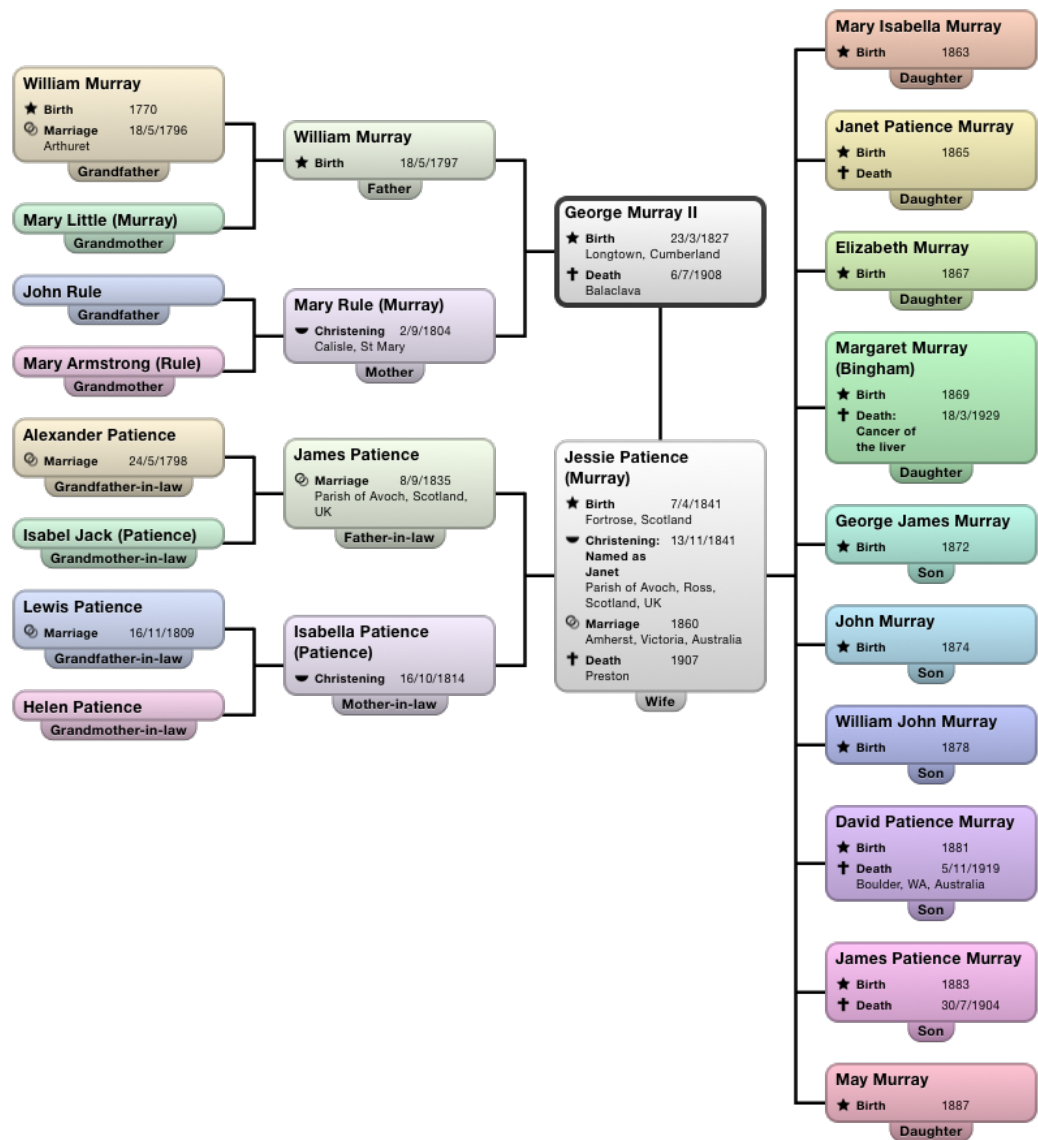 William Murray
Birth 1770
Marriage 18/5/1796
Arthuret
Grandfather
Mary Little (Murray)
Grandmother
John Rule
Grandfather
Mary Armstrong (Rule)
Grandmother
Alexander Patience
Marriage 24/5/1798
Grandfather-in-law
Isabel Jack (Patience)
Grandmother-in-law
Lewis Patience
Marriage 16/11/1809
Grandfather-in-law
Helen Patience
Grandmother-in-law
William Murray
Birth 18/5/1797
Father
Mary Rule (Murray)
Christening 2/9/1804
Calisle, St Mary
Mother
James Patience
Marriage 8/9/1835
Parish of Avoch, Scotland,
UK
Father-in-law
Isabella Patience
(Patience)
Christening 16/10/1814
Mother-in-law
George Murray II
Birth 23/3/1827
Longtown, Cumberland
Death 6/7/1908
Balaclava
Jessie Patience
(Murray)
Birth 7/4/1841
Fortrose, Scotland
Christening: 13/11/1841
Named as
Janet
Parish of Avoch, Ross,
Scotland, UK
Marriage 1860
Amherst, Victoria, Australia
Death 1907
Preston
Wife
Mary Isabella Murray
Birth 1863
Daughter
Janet Patience Murray
Birth 1865
Death
Daughter
Elizabeth Murray
Birth 1867
Daughter
Margaret Murray
(Bingham)
Birth 1869
Death: 18/3/1929
Cancer of
the liver
Daughter
George James Murray
Birth 1872
Son
John Murray
Birth 1874
Son
William John Murray
Birth 1878
Son
David Patience Murray
Birth 1881
Death 5/11/1919
Boulder, WA, Australia
Son
James Patience Murray
Birth 1883
Death 30/7/1904
Son
May Murray
Birth 1887
Daughter